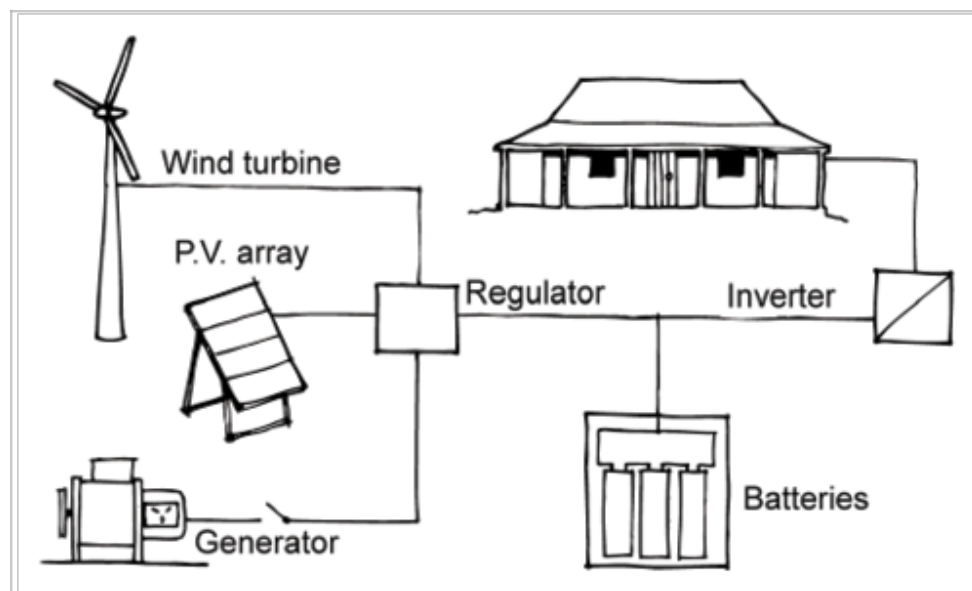 Wind turbine
P.V. array
Regulator
Inverter
Batteries
Generator